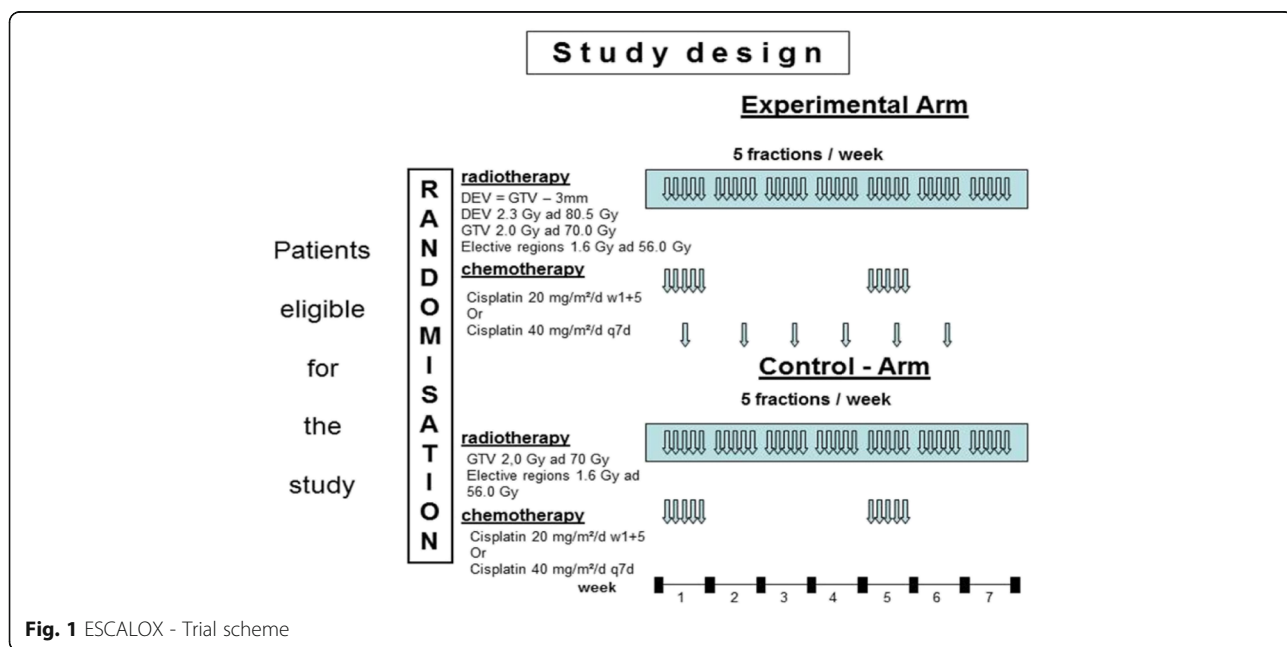 Study design
Experimental Arm
5 fractions / week
Patients
eligible
for
the
study
RANDOMISATION
radiotherapy
DEV = GTV – 3mm
DEV 2.3 Gy ad 80.5 Gy
GTV 2.0 Gy ad 70.0 Gy
Elective regions 1.6 Gy ad 56.0 Gy
chemotherapy
Cisplatin 20 mg/m²/d w1+5
Or
Cisplatin 40 mg/m²/d q7d
Control - Arm
5 fractions / week
radiotherapy
GTV 2,0 Gy ad 70 Gy
Elective regions 1.6 Gy ad
56.0 Gy
chemotherapy
Cisplatin 20 mg/m²/d w1+5
Or
Cisplatin 40 mg/m²/d q7d
week
1 2 3 4 5 6 7
Fig. 1 ESCALOX - Trial scheme